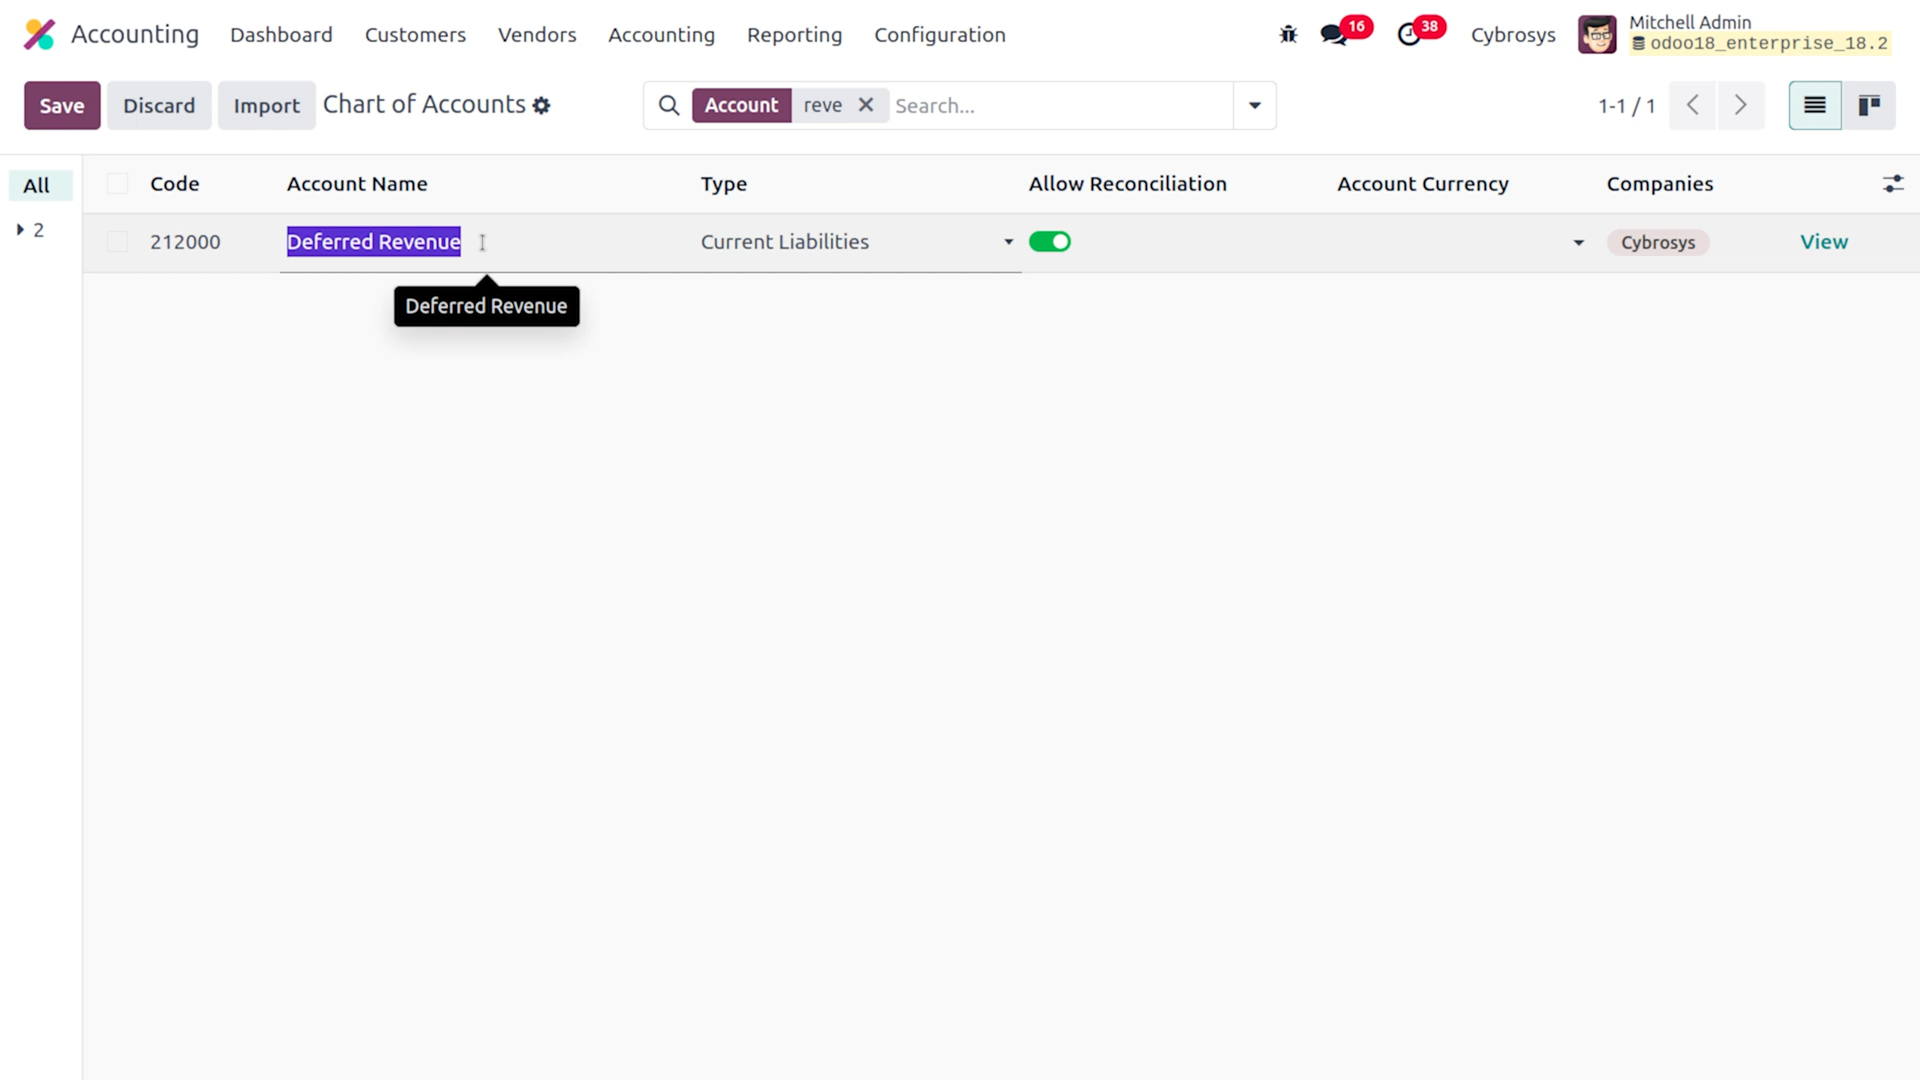 Accounting Dashboard Customers Vendors Accounting Reporting Configuration 16 38 Cybrosys Mitchell Admin
odoo18_enterprise_18.2
Save Discard Import Chart of Accounts Account reve Search... 1-1 / 1
All Code Account Name Type Allow Reconciliation Account Currency Companies
2 212000 Deferred Revenue Current Liabilities Cybrosys View
Deferred Revenue